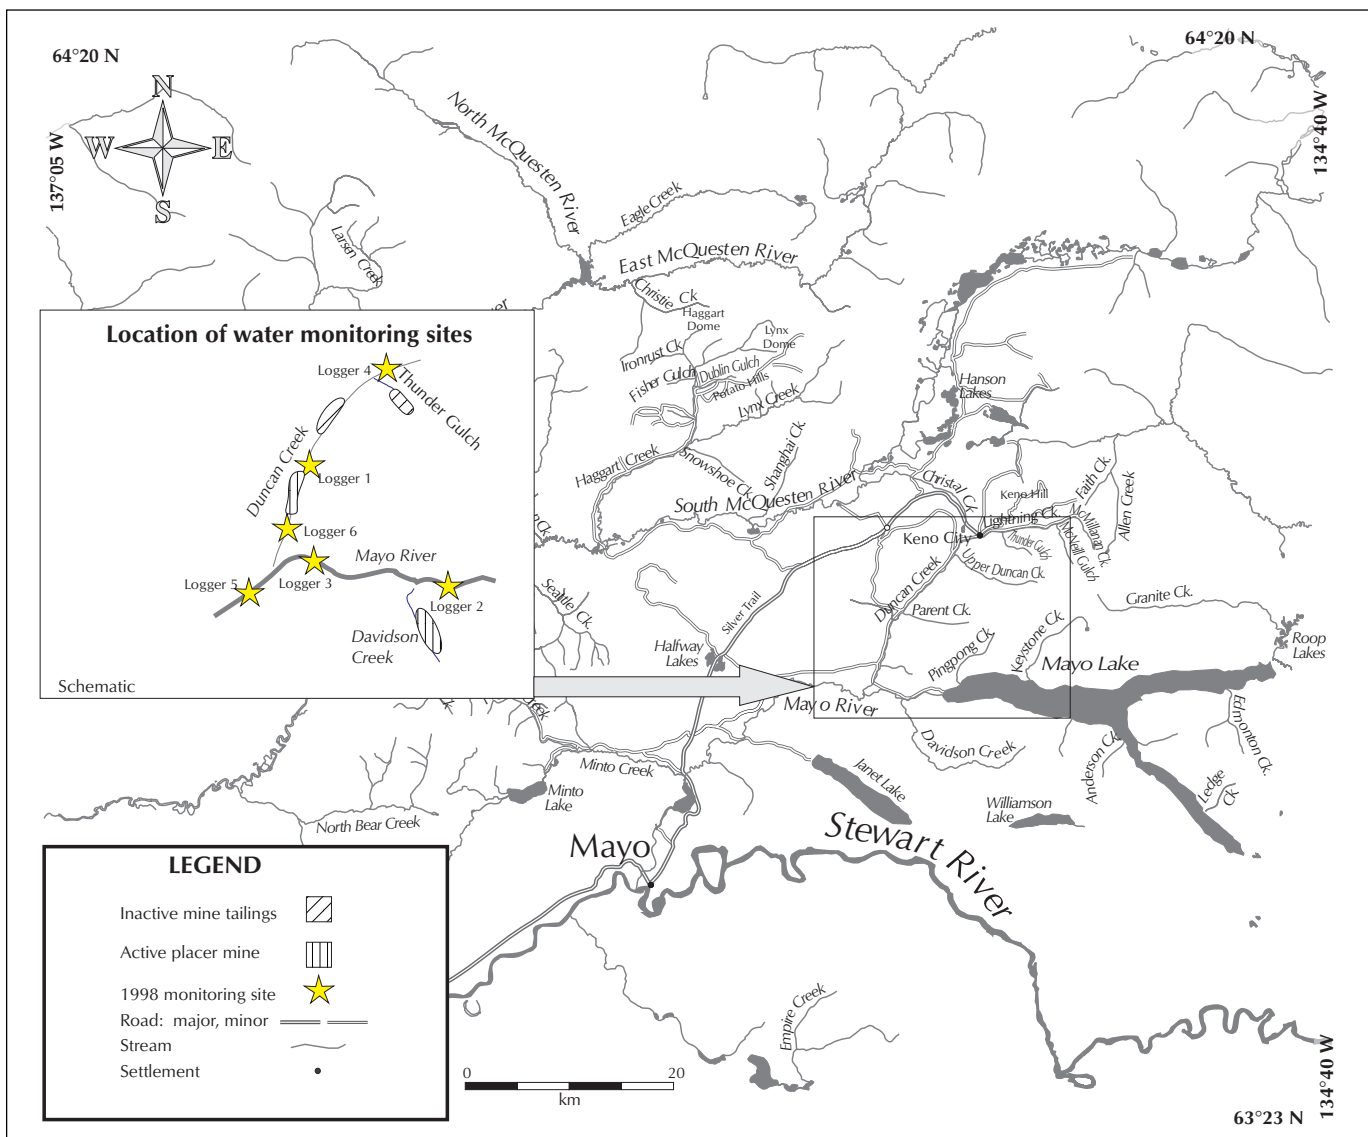 64°20 N
64°20 N
N
W
E
S
137°05 W
134°40 W
North McQuesten River
Eagle Creek
Larsen Creek
East McQuesten River
Christie Ck
Haggart
Dome
Lynx
Dome
Ironrust Ck
Fisher Gulch
Dublin Gulch
Potato Hills
Lynx Creek
Hanson
Lakes
Location of water monitoring sites
Logger 4
Thunder Gulch
Duncan Creek
Logger 1
Logger 6
Mayo River
Logger 5
Logger 3
Logger 2
Davidson
Creek
Schematic
Haggart Creek
Snowshoe Ck.
Shanghai Ck.
South McQuesten River
Christal Ck.
Keno Hill
Faith Ck.
Allen Creek
Lightning Ck.
McMillanan Ck.
McNeill Gulch
Keno City
Thunder Gulch
Upper Duncan Ck.
Duncan Creek
Parent Ck.
Granite Ck.
Seattle Ck.
Silver Trail
Halfway
Lakes
Pingpong Ck
Keystone Ck
Mayo Lake
Roop
Lakes
Mayo River
Davidson Creek
Anderson Ck.
Edmonton Ck.
Ledge
Ck
Minto Creek
Minto
Lake
Janet Lake
Williamson
Lake
North Bear Creek
Mayo
Stewart River
Empire Creek
LEGEND
Inactive mine tailings
Active placer mine
1998 monitoring site
Road: major, minor
Stream
Settlement
0
20
km
134°40 W
63°23 N